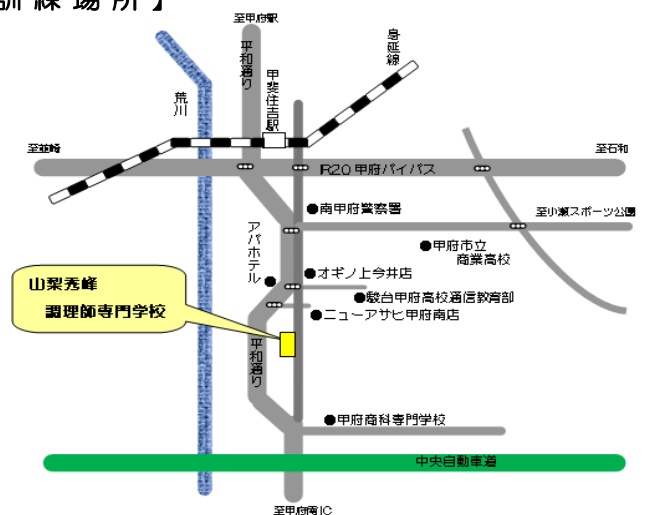 訓練場所】
至甲府駅
平和通り
身延線
甲斐住吉駅
荒川
至韮崎
至石和
R20 甲府バイパス
南甲府警察署
至小瀬スポーツ公園
アパホテル
甲府市立
商業高校
オギノ上今井店
山梨秀峰
調理師専門学校
駿台甲府高校通信教育部
ニューアサヒ甲府南店
平和通り
甲府商科専門学校
中央自動車道
至甲府南IC